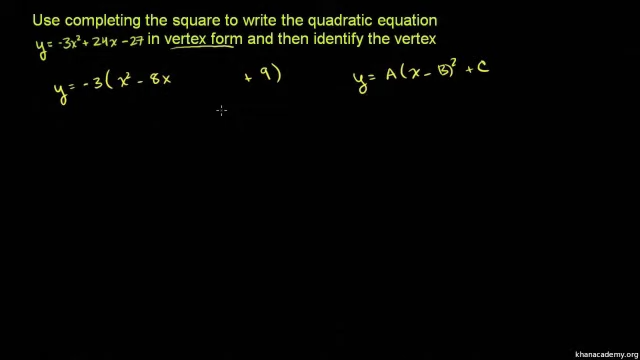 Use completing the square to write the quadratic equation
y = -3x² + 24x - 27 in vertex form and then identify the vertex
y = -3(x² - 8x + 9) y = A(x - B)² + C
khanacademy.org